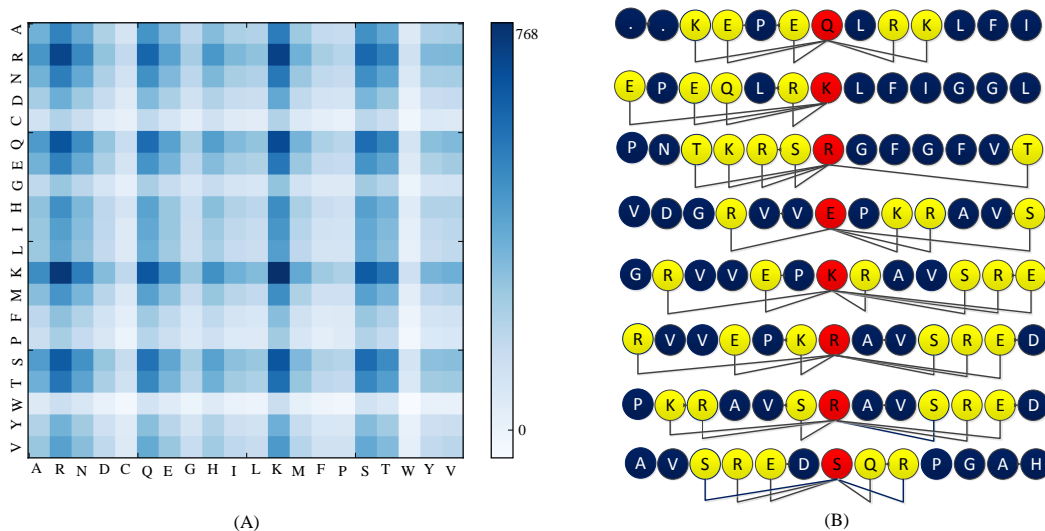 A R N D C Q E G H I L K M F P S T W Y V
768
0
A R N D C Q E G H I L K M F P S T W Y V
(A)
. . K E P E Q L R K L F I
E P E Q L R K L F I G G L
P N T K R S R G F G F V T
V D G R V V E P K R A V S
G R V V E P K R A V S R E
R V V E P K R A V S R E D
P K R A V S R A V S R E D
A V S R E D S Q R P G A H
(B)